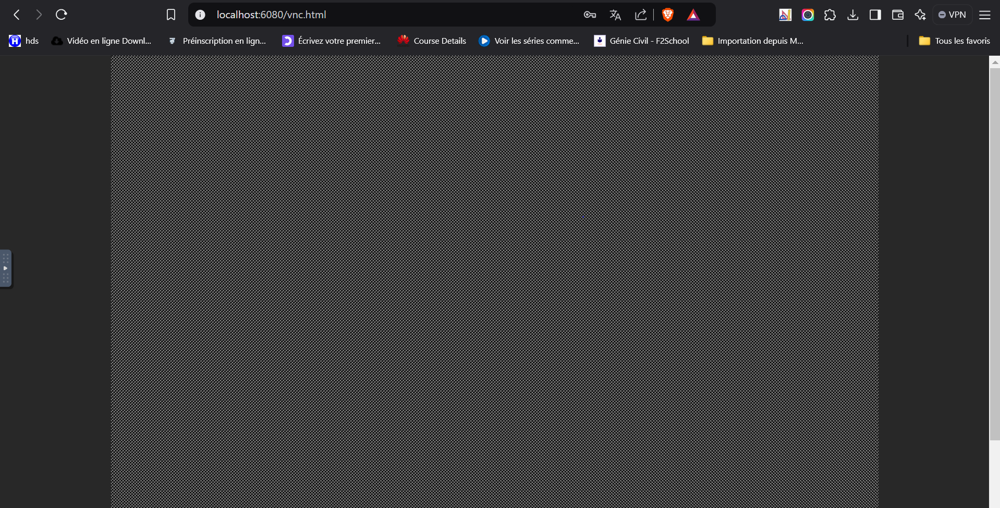 localhost:6080/vnc.html
VPN
hds
Vidéo en ligne Downl...
Préinscription en lign...
Écrivez votre premier...
Course Details
Voir les séries comme...
Génie Civil - F2School
Importation depuis M...
Tous les favoris